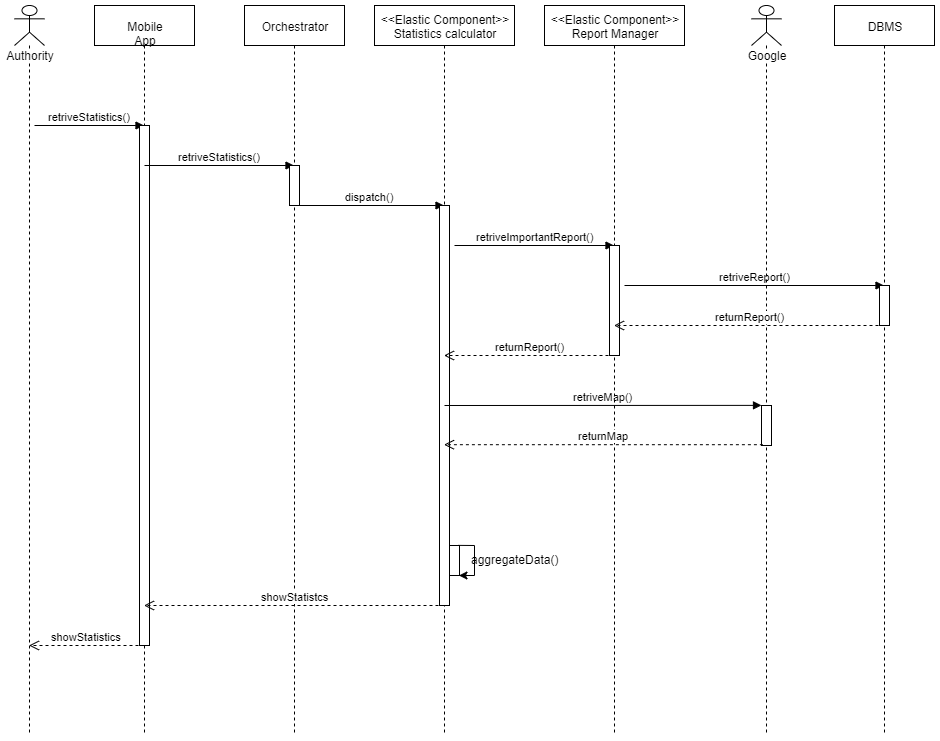 Authority
Mobile
App
Orchestrator
<<Elastic Component>>
Statistics calculator
<<Elastic Component>>
Report Manager
Google
DBMS
retriveStatistics()
retriveStatistics()
dispatch()
retriveImportantReport()
retriveReport()
returnReport()
returnReport()
retriveMap()
returnMap
aggregateData()
showStatistcs
showStatistics